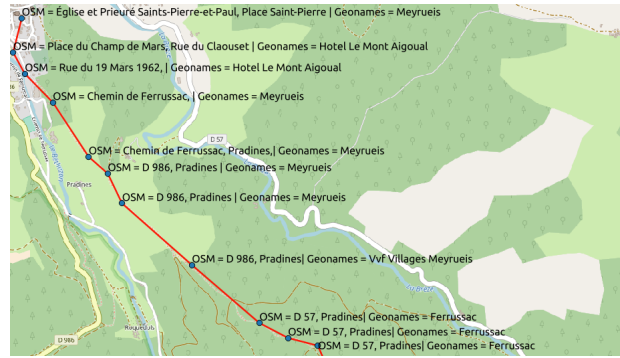 OSM = Église et Prieuré Saints-Pierre-et-Paul, Place Saint-Pierre | Geonames = Meyrueis
OSM = Place du Champ de Mars, Rue du Claouset | Geonames = Hotel Le Mont Aigoual
OSM = Rue du 19 Mars 1962, | Geonames = Hotel Le Mont Aigoual
OSM = Chemin de Ferrussac, | Geonames = Meyrueis
D 57
OSM = Chemin de Ferrussac, Pradines,| Geonames = Meyrueis
OSM = D 986, Pradines | Geonames = Meyrueis
Pradines
OSM = D 986, Pradines | Geonames = Meyrueis
OSM = D 986, Pradines| Geonames = Vvf Villages Meyrueis
OSM = D 57, Pradines| Geonames = Ferrussac
Roquedols
OSM = D 57, Pradines| Geonames = Ferrussac
D 986
OSM = D 57, Pradines| Geonames = Ferrussac